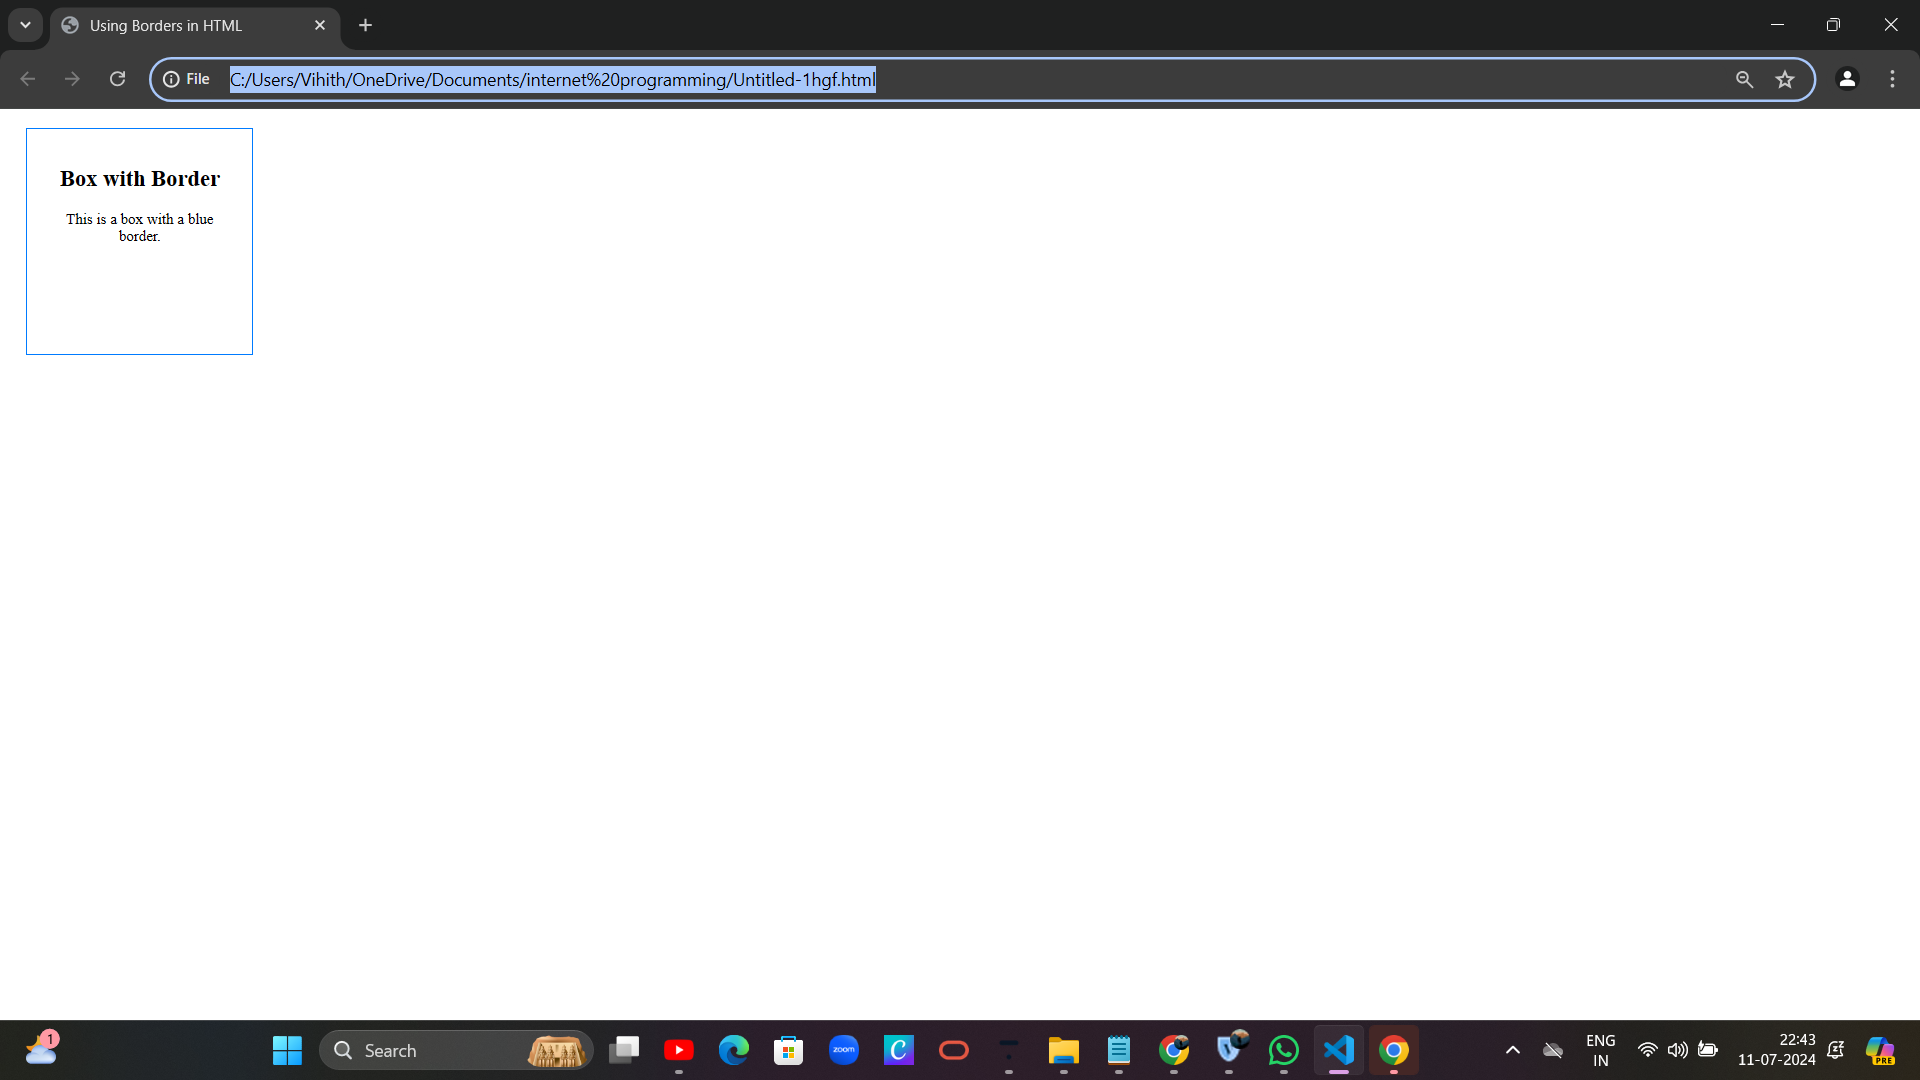 Using Borders in HTML
File C:/Users/Vihith/OneDrive/Documents/internet%20programming/Untitled-1hgf.html
Box with Border
This is a box with a blue
border.
1
Search
zoom
C
ENG
IN
22:43
11-07-2024
PRE